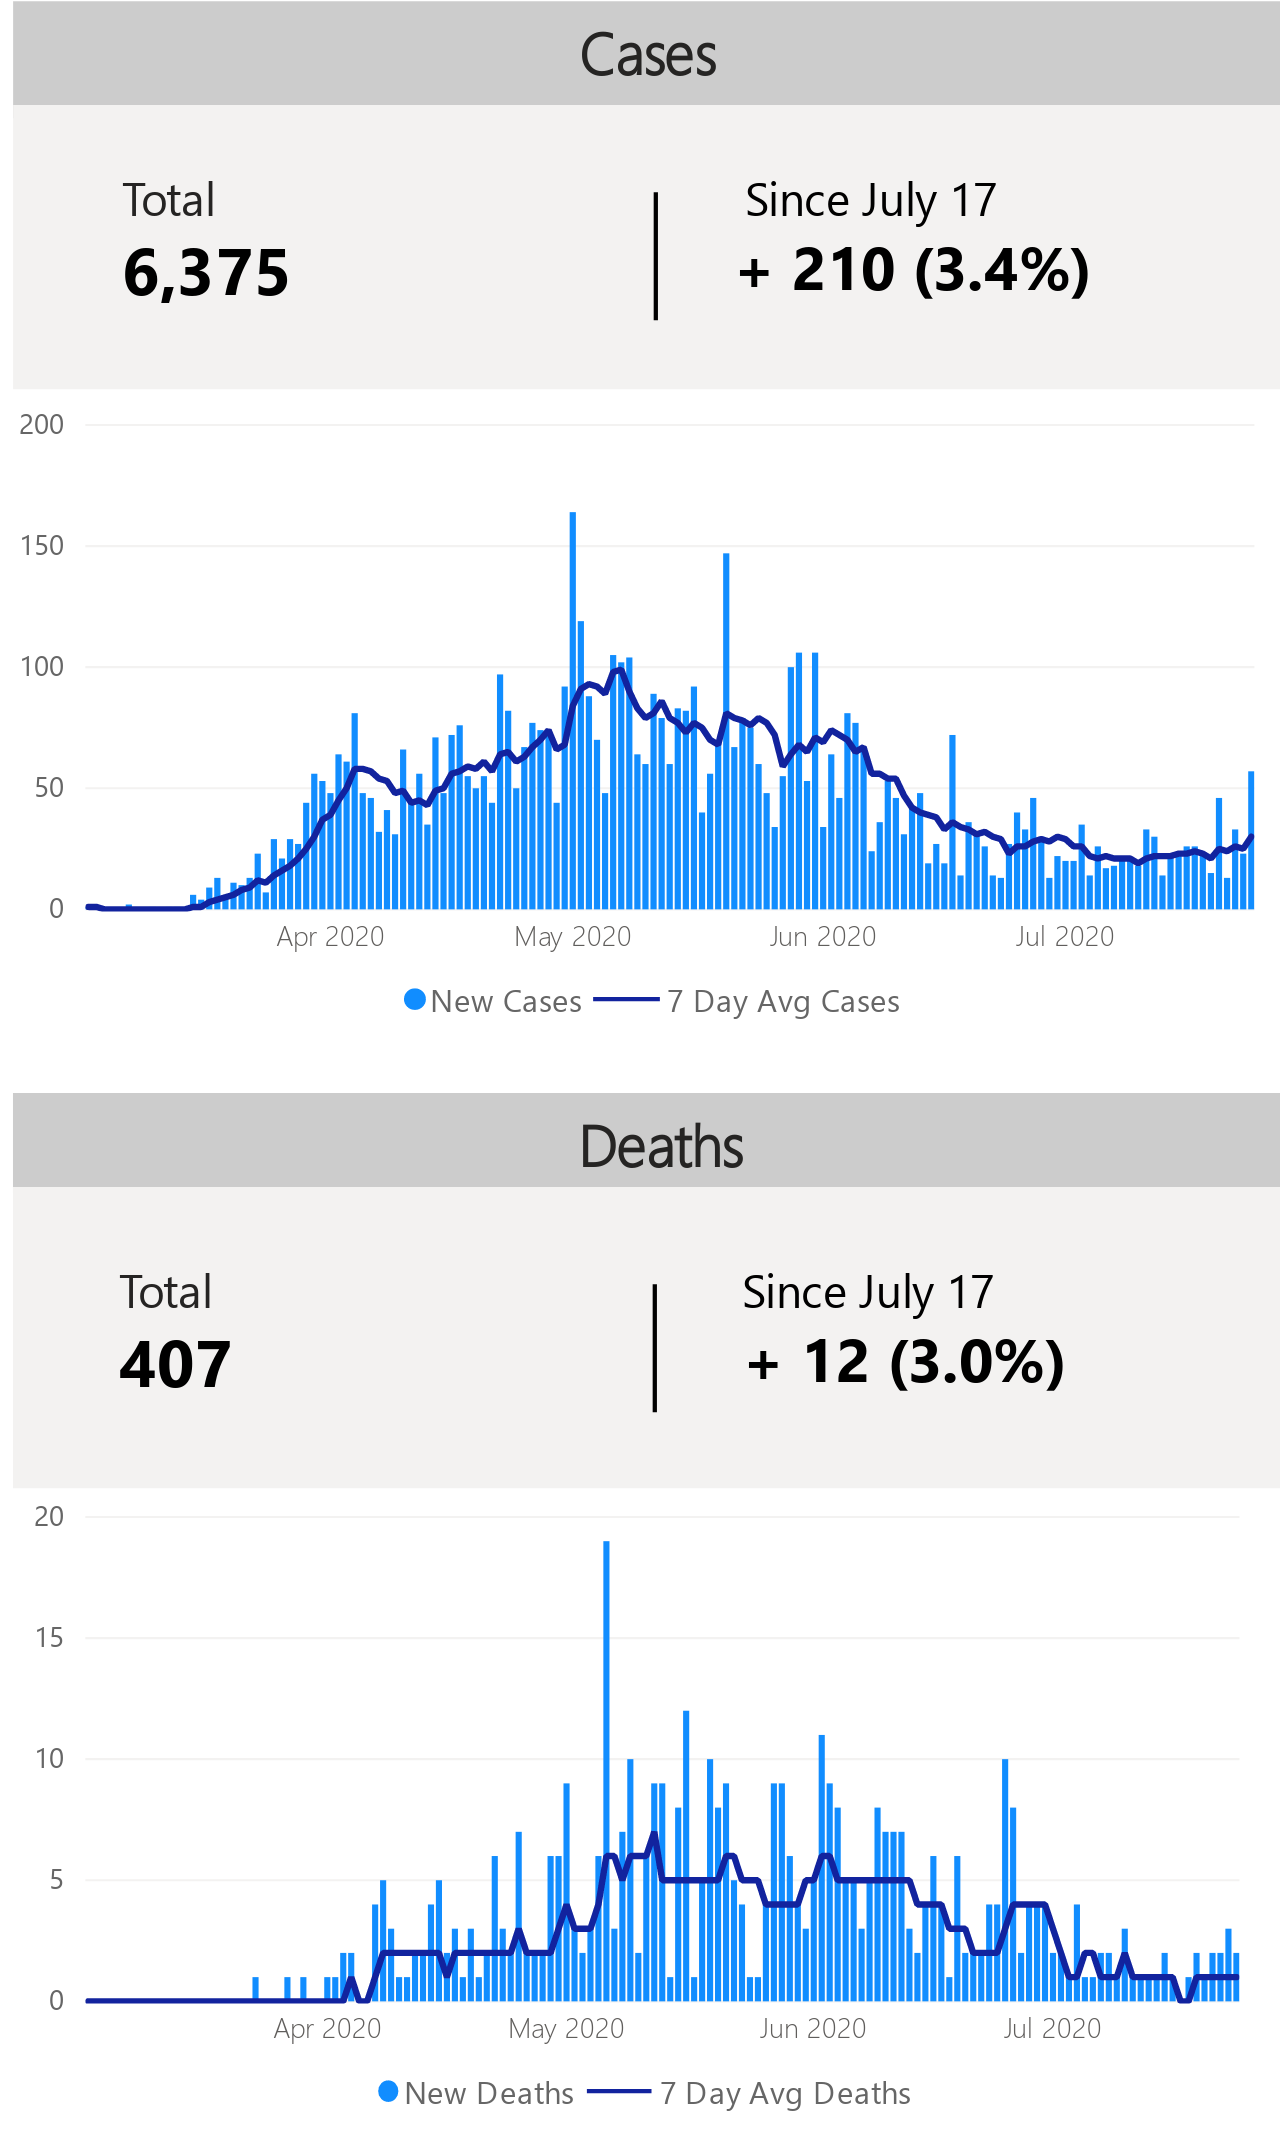 Cases
Total
Since July 17
6,375
+ 210 (3.4%)
200
150
100
50
0
Apr 2020
May 2020
Jun 2020
Jul 2020
New Cases
7 Day Avg Cases
Deaths
Total
Since July 17
407
+ 12 (3.0%)
20
15
10
5
0
Apr 2020
May 2020
Jun 2020
Jul 2020
New Deaths
7 Day Avg Deaths